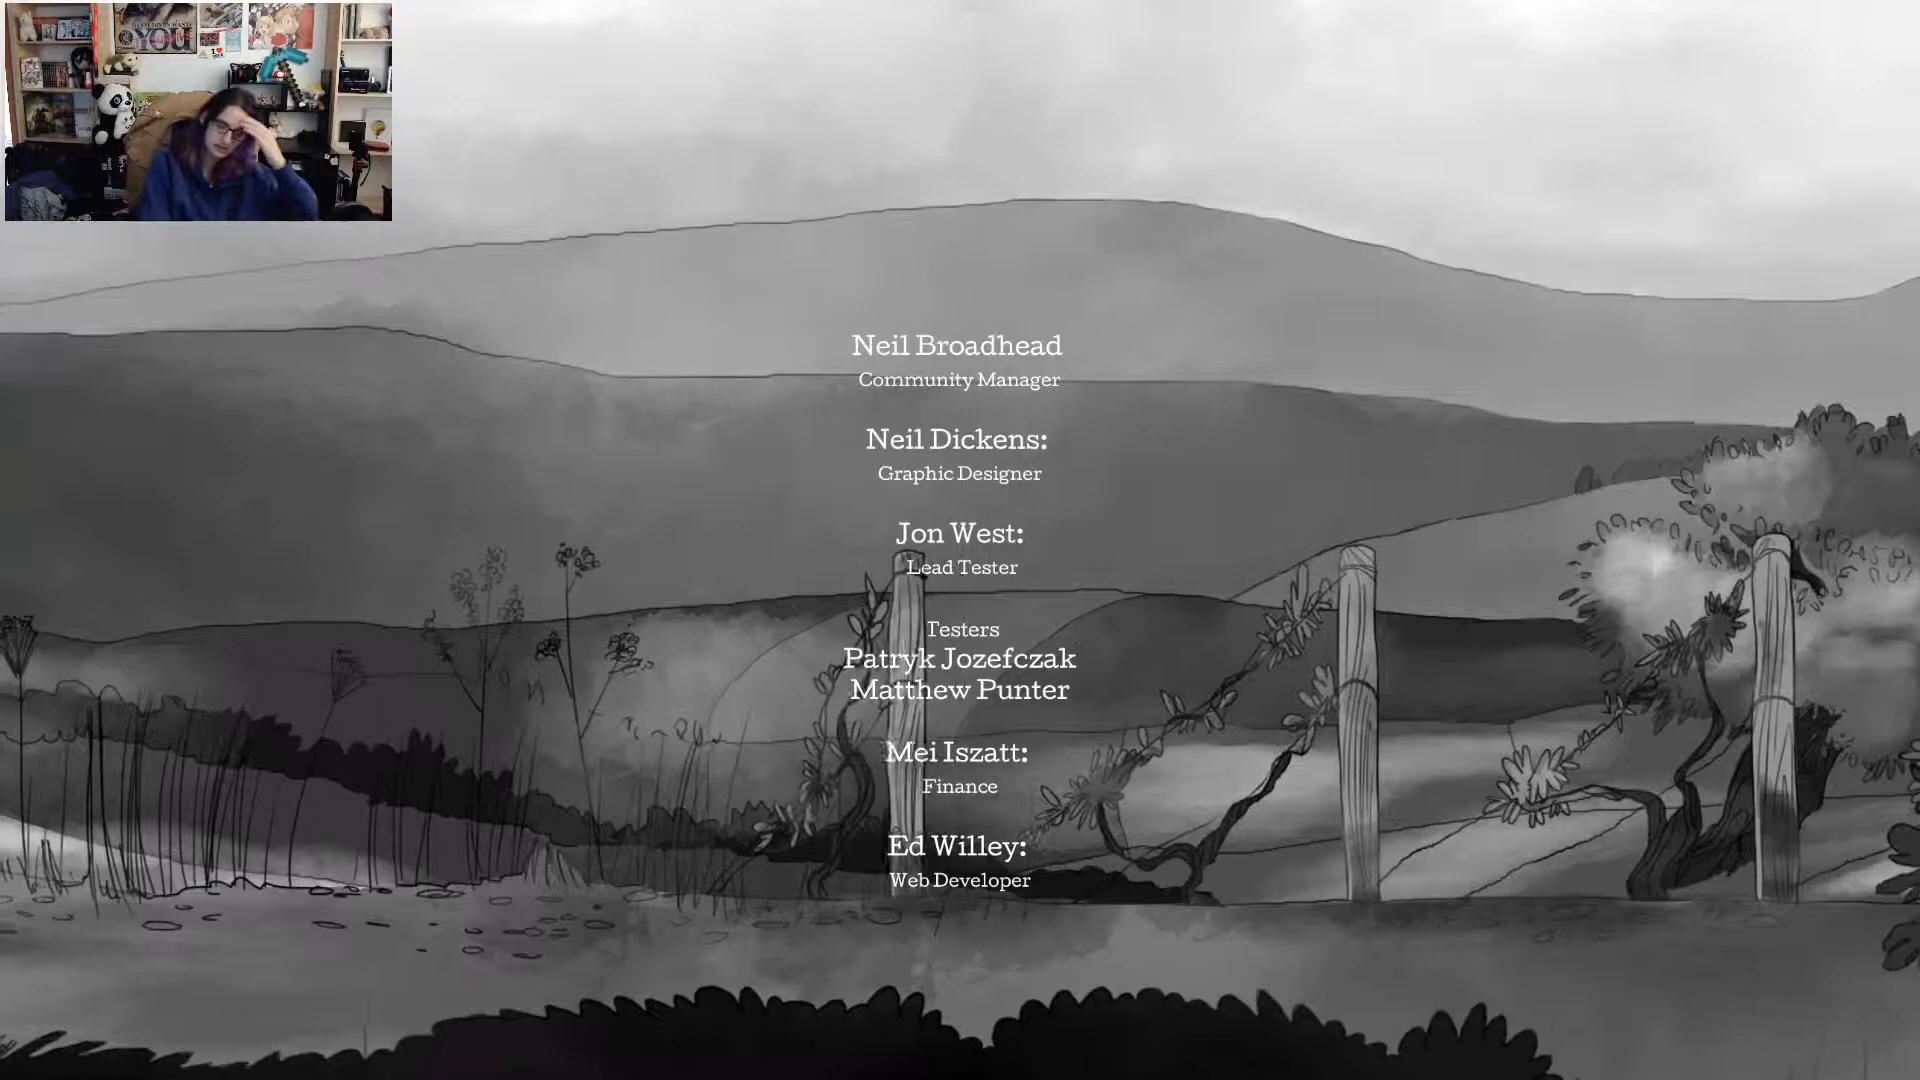 YOU
Neil Broadhead
Community Manager
Neil Dickens:
Graphic Designer
Jon West:
Lead Tester
Testers
Patryk Jozefczak
Matthew Punter
Mei Iszatt:
Finance
Ed Willey:
Web Developer